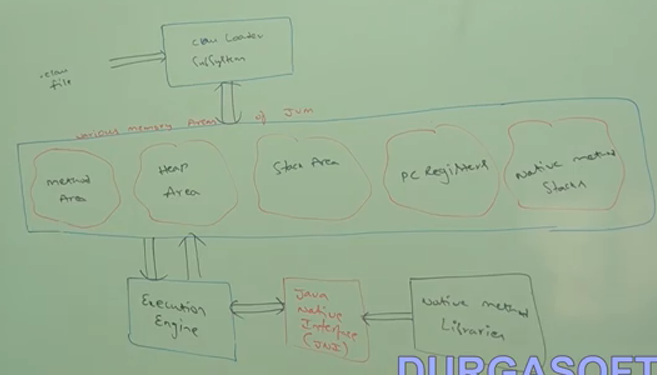 Class Loader
SubSystem
.class
file
various memory Areas of JVM
method
Area
Heap
Area
Stack Area
PC Registers
Native method
Stacks
Execution
Engine
Java
Native
Interface
(JNI)
Native method
Libraries
DURGASOFT